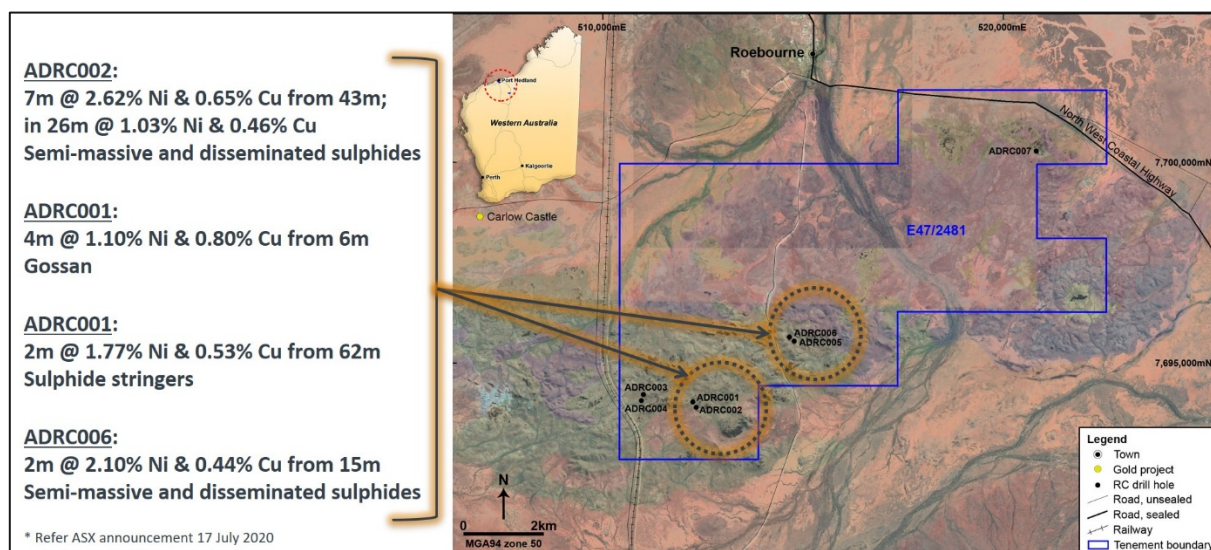 ADRC002:
7m @ 2.62% Ni & 0.65% Cu from 43m;
in 26m @ 1.03% Ni & 0.46% Cu
Semi-massive and disseminated sulphides
ADRC001:
4m @ 1.10% Ni & 0.80% Cu from 6m
Gossan
ADRC001:
2m @ 1.77% Ni & 0.53% Cu from 62m
Sulphide stringers
ADRC006:
2m @ 2.10% Ni & 0.44% Cu from 15m
Semi-massive and disseminated sulphides
* Refer ASX announcement 17 July 2020
510,000mE
520,000mE
Port Hedland
Western Australia
Kalgoorlie
Perth
Roebourne
North West Coastal Highway
ADRC007
7,700,000mN
Carlow Castle
E47/2481
ADRC006
ADRC005
7,695,000mN
ADRC003
ADRC004
ADRC001
ADRC002
N
0 2km
MGA94 zone 50
Legend
Town
Gold project
RC drill hole
Road, unsealed
Road, sealed
Railway
Tenement boundary